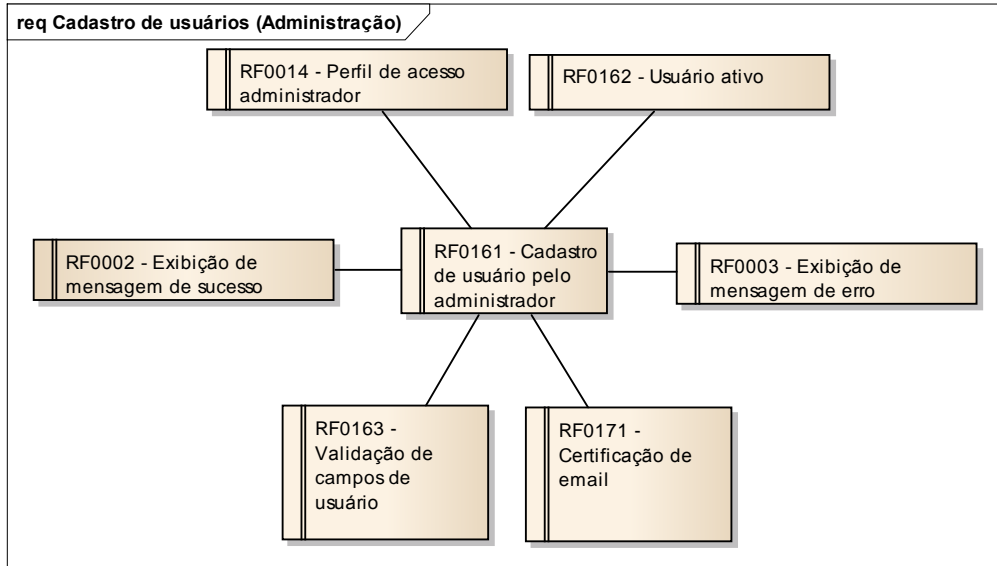 req Cadastro de usuários (Administração)
RF0014 - Perfil de acesso
administrador
RF0162 - Usuário ativo
RF0002 - Exibição de
mensagem de sucesso
RF0161 - Cadastro
de usuário pelo
administrador
RF0003 - Exibição de
mensagem de erro
RF0163 -
Validação de
campos de
usuário
RF0171 -
Certificação de
email